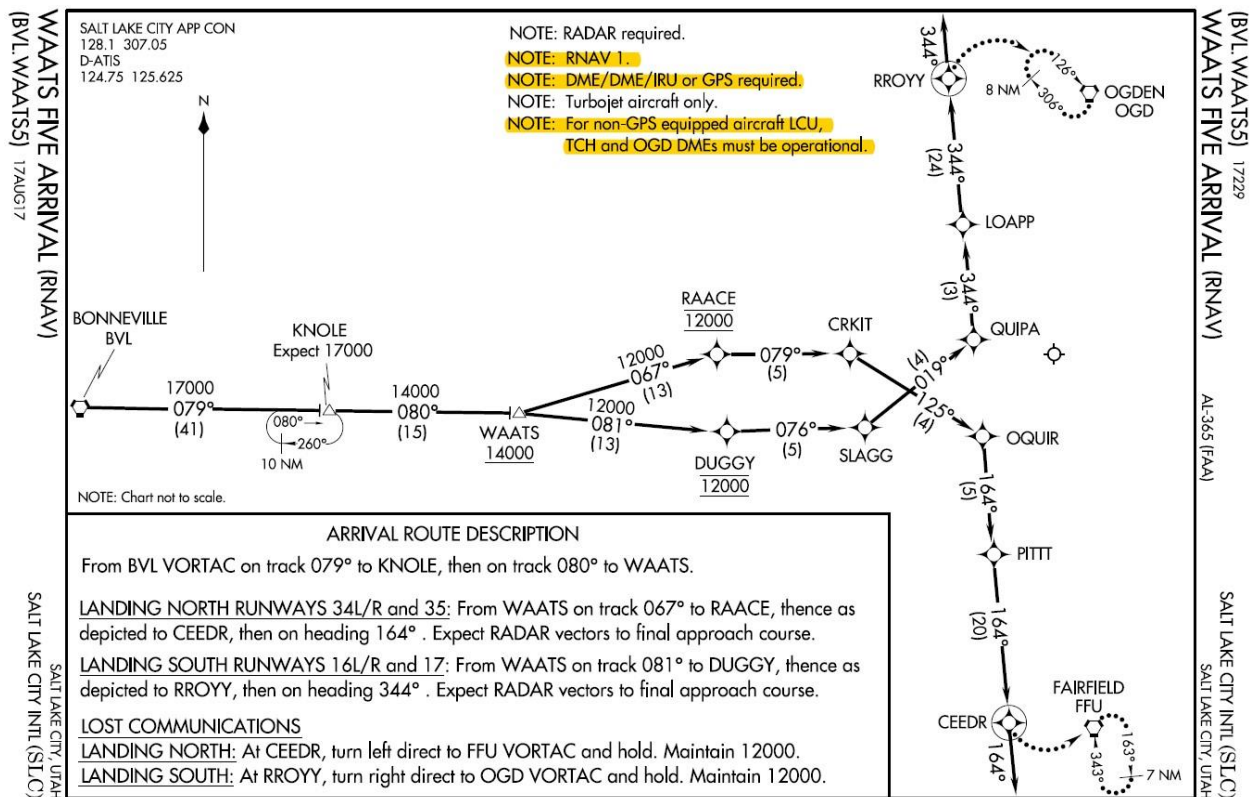 (BVL.WAATS5) 17AUG17
WAATS FIVE ARRIVAL (RNAV)
SALT LAKE CITY INTL (SLC)
SALT LAKE CITY, UTAH
(BVL.WAATS5) 17229
WAATS FIVE ARRIVAL (RNAV)
AL-365 (FAA)
SALT LAKE CITY INTL (SLC)
SALT LAKE CITY, UTAH
SALT LAKE CITY APP CON
128.1 307.05
D-ATIS
124.75 125.625
N
NOTE: RADAR required.
NOTE: RNAV 1.
NOTE: DME/DME/IRU or GPS required.
NOTE: Turbojet aircraft only.
NOTE: For non-GPS equipped aircraft LCU,
TCH and OGD DMEs must be operational.
344°
RROYY
126°
306°
8 NM
OGDEN
OGD
344°
(24)
LOAPP
344°
(3)
QUIPA
BONNEVILLE
BVL
17000
079°
(41)
KNOLE
Expect 17000
080°
260°
10 NM
14000
080°
(15)
WAATS
14000
12000
067°
(13)
RAACE
12000
079°
(5)
CRKIT
12000
081°
(13)
DUGGY
12000
076°
(5)
SLAGG
(4)
019°
125°
(4)
OQUIR
164°
(5)
PITTT
164°
(20)
CEEDR
164°
FAIRFIELD
FFU
163°
343°
7 NM
NOTE: Chart not to scale.
ARRIVAL ROUTE DESCRIPTION
From BVL VORTAC on track 079° to KNOLE, then on track 080° to WAATS.
LANDING NORTH RUNWAYS 34L/R and 35: From WAATS on track 067° to RAACE, thence as
depicted to CEEDR, then on heading 164° . Expect RADAR vectors to final approach course.
LANDING SOUTH RUNWAYS 16L/R and 17: From WAATS on track 081° to DUGGY, thence as
depicted to RROYY, then on heading 344° . Expect RADAR vectors to final approach course.
LOST COMMUNICATIONS
LANDING NORTH: At CEEDR, turn left direct to FFU VORTAC and hold. Maintain 12000.
LANDING SOUTH: At RROYY, turn right direct to OGD VORTAC and hold. Maintain 12000.